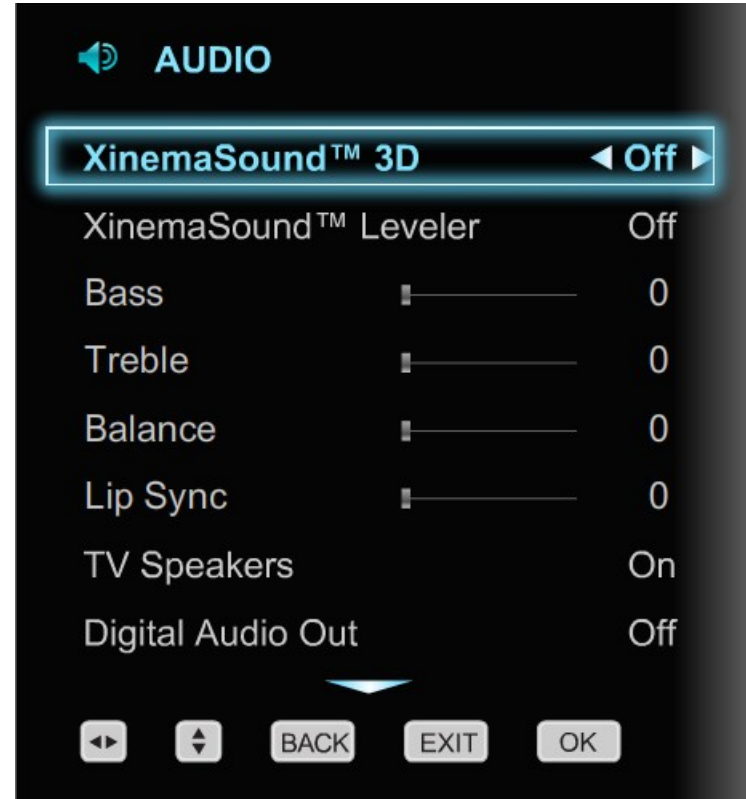 AUDIO
XinemaSound™ 3D Off
XinemaSound™ Leveler Off
Bass 0
Treble 0
Balance 0
Lip Sync 0
TV Speakers On
Digital Audio Out Off
BACK EXIT OK